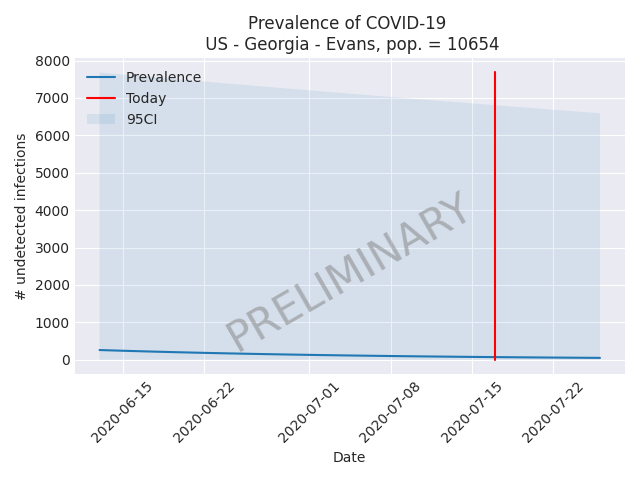 Prevalence of COVID-19
US - Georgia - Evans, pop. = 10654
8000
7000
6000
5000
4000
3000
2000
1000
0
# undetected infections
Prevalence
Today
95CI
PRELIMINARY
2020-06-15
2020-06-22
2020-07-01
2020-07-08
2020-07-15
2020-07-22
Date